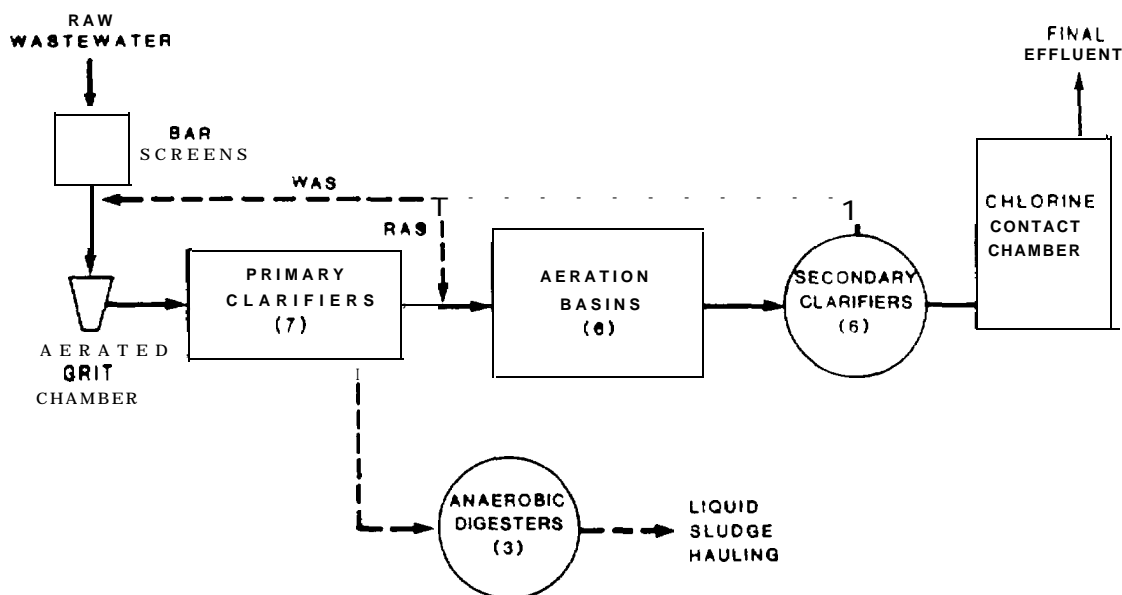 RAW
WASTEWATER
BAR
SCREENS
WAS
RAS
AERATED
GRIT
CHAMBER
PRIMARY
CLARIFIERS
(7)
AERATION
BASINS
(6)
SECONDARY
CLARIFIERS
(6)
CHLORINE
CONTACT
CHAMBER
FINAL
EFFLUENT
ANAEROBIC
DIGESTERS
(3)
LIQUID
SLUDGE
HAULING